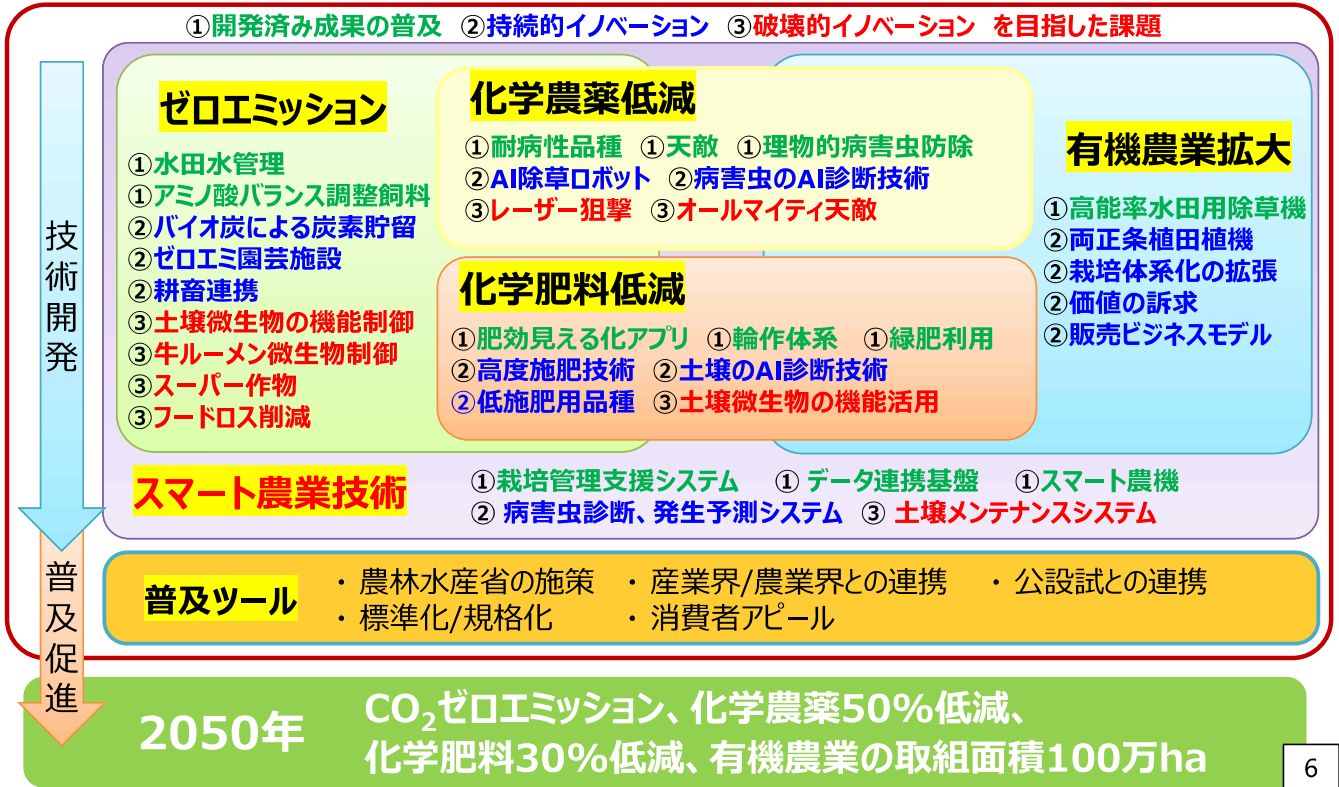 ①開発済み成果の普及 ②持続的イノベーション ③破壊的イノベーション を目指した課題
技術開発
普及促進
ゼロエミッション
①水田水管理
①アミノ酸バランス調整飼料
②バイオ炭による炭素貯留
②ゼロエミ園芸施設
②耕畜連携
③土壌微生物の機能制御
③牛ルーメン微生物制御
③スーパー作物
③フードロス削減
化学農薬低減
①耐病性品種 ①天敵 ①理物的病害虫防除
②AI除草ロボット ②病害虫のAI診断技術
③レーザー狙撃 ③オールマイティ天敵
化学肥料低減
①肥効見える化アプリ ①輪作体系 ①緑肥利用
②高度施肥技術 ②土壌のAI診断技術
②低施肥用品種 ③土壌微生物の機能活用
有機農業拡大
①高能率水田用除草機
②両正条植田植機
②栽培体系化の拡張
②価値の訴求
②販売ビジネスモデル
スマート農業技術
①栽培管理支援システム ① データ連携基盤 ①スマート農機
② 病害虫診断、発生予測システム ③ 土壌メンテナンスシステム
普及ツール
・ 農林水産省の施策 ・ 産業界/農業界との連携 ・ 公設試との連携
・ 標準化/規格化 ・ 消費者アピール
2050年
CO₂ゼロエミッション、化学農薬50%低減、
化学肥料30%低減、有機農業の取組面積100万ha
6